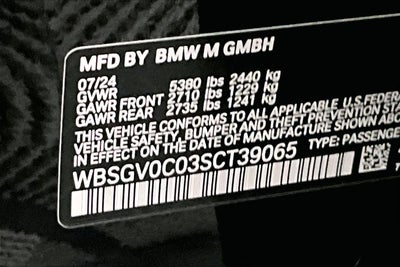 MFD BY BMW M GMBH
07/24
GVWR 5380 lbs 2440 kg
GAWR FRONT 2710 lbs 1229 kg
GAWR REAR 2735 lbs 1241 kg
THIS VEHICLE CONFORMS TO ALL APPLICABLE U.S. FEDERA
VEHICLE SAFETY, BUMPER AND THEFT PREVENTION STAN
IN EFFECT ON THE DATE OF MANUFACTURE SHOWN ABO
WBSGV0C03SCT39065 TYPE: PASSENGE